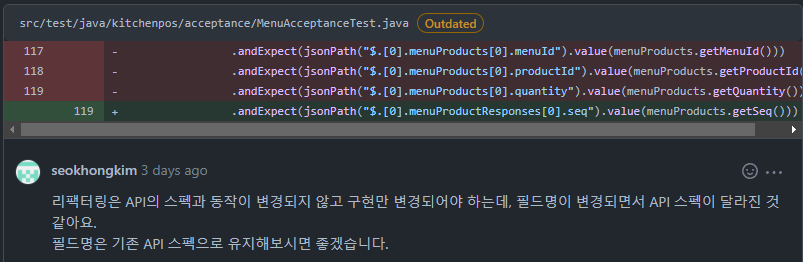 src/test/java/kitchenpos/acceptance/MenuAcceptanceTest.java Outdated
117 - .andExpect(jsonPath("$.[0].menuProducts[0].menuId").value(menuProducts.getMenuId()))
118 - .andExpect(jsonPath("$.[0].menuProducts[0].productId").value(menuProducts.getProductId(
119 - .andExpect(jsonPath("$.[0].menuProducts[0].quantity").value(menuProducts.getQuantity())
119 + .andExpect(jsonPath("$.[0].menuProductResponses[0].seq").value(menuProducts.getSeq()))
seokhongkim 3 days ago
리팩터링은 API의 스펙과 동작이 변경되지 않고 구현만 변경되어야 하는데, 필드명이 변경되면서 API 스펙이 달라진 것
같아요.
필드명은 기존 API 스펙으로 유지해보시면 좋겠습니다.